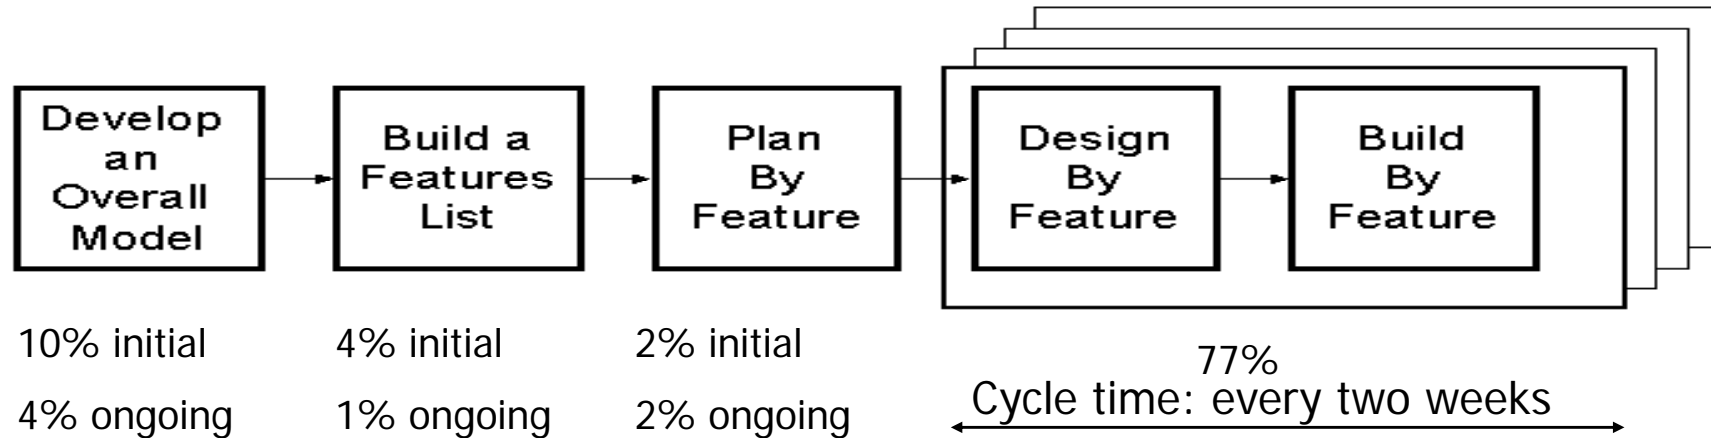 Develop
an
Overall
Model
Build a
Features
List
Plan
By
Feature
Design
By
Feature
Build
By
Feature
10% initial
4% ongoing
4% initial
1% ongoing
2% initial
2% ongoing
77%
Cycle time: every two weeks